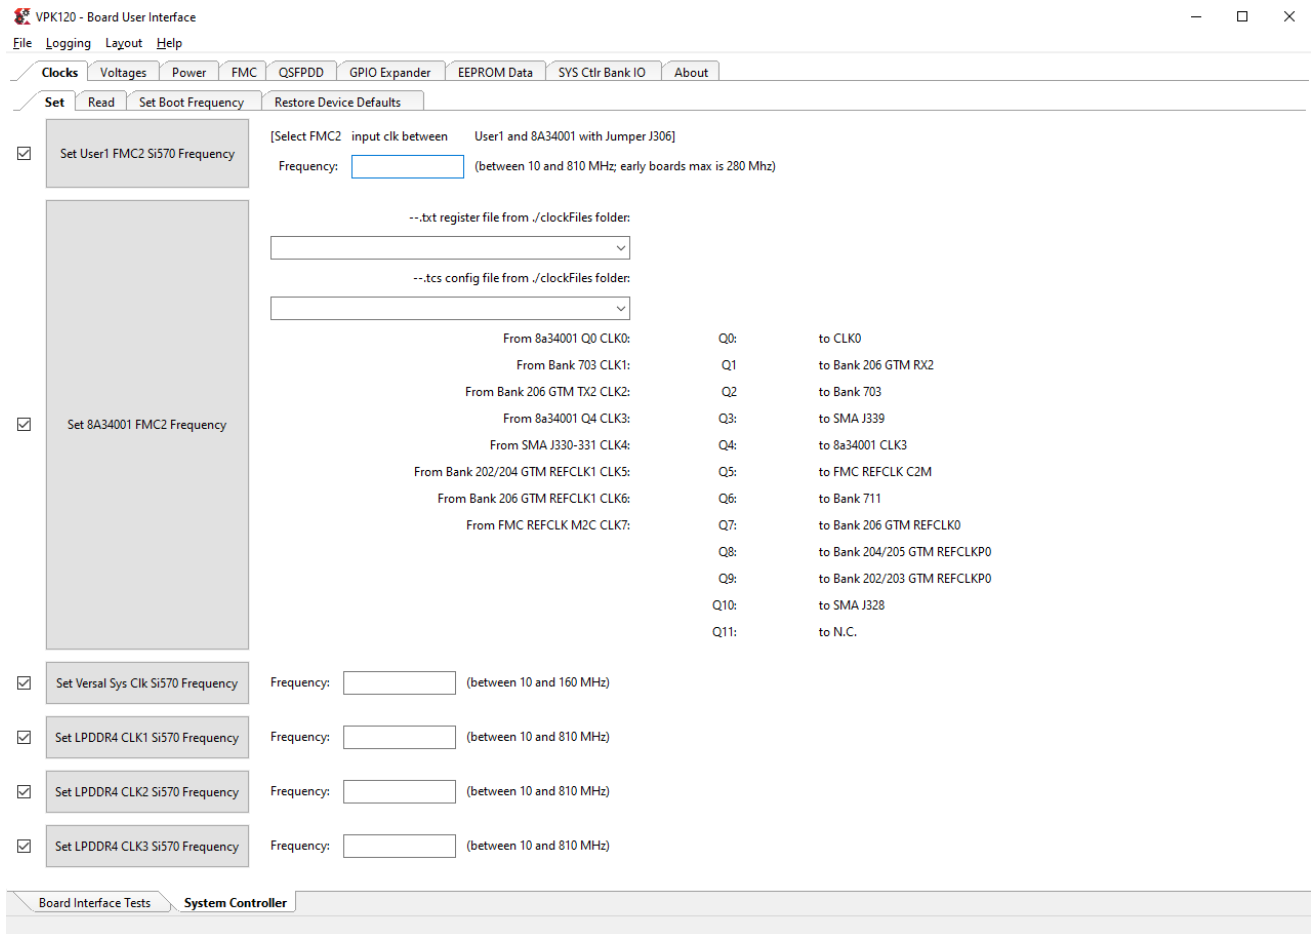 VPK120 - Board User Interface
File Logging Layout Help
Clocks Voltages Power FMC QSFPDD GPIO Expander EEPROM Data SYS Ctlr Bank IO About
Set Read Set Boot Frequency Restore Device Defaults
[Select FMC2 input clk between User1 and 8A34001 with Jumper J306]
Set User1 FMC2 Si570 Frequency
Frequency: (between 10 and 810 MHz; early boards max is 280 Mhz)
--.txt register file from ./clockFiles folder:
--.tcs config file from ./clockFiles folder:
From 8a34001 Q0 CLK0: Q0: to CLK0
From Bank 703 CLK1: Q1 to Bank 206 GTM RX2
From Bank 206 GTM TX2 CLK2: Q2 to Bank 703
From 8a34001 Q4 CLK3: Q3: to SMA J339
Set 8A34001 FMC2 Frequency
From SMA J330-331 CLK4: Q4: to 8a34001 CLK3
From Bank 202/204 GTM REFCLK1 CLK5: Q5: to FMC REFCLK C2M
From Bank 206 GTM REFCLK1 CLK6: Q6: to Bank 711
From FMC REFCLK M2C CLK7: Q7: to Bank 206 GTM REFCLK0
Q8: to Bank 204/205 GTM REFCLKP0
Q9: to Bank 202/203 GTM REFCLKP0
Q10: to SMA J328
Q11: to N.C.
Set Versal Sys Clk Si570 Frequency Frequency: (between 10 and 160 MHz)
Set LPDDR4 CLK1 Si570 Frequency Frequency: (between 10 and 810 MHz)
Set LPDDR4 CLK2 Si570 Frequency Frequency: (between 10 and 810 MHz)
Set LPDDR4 CLK3 Si570 Frequency Frequency: (between 10 and 810 MHz)
Board Interface Tests System Controller